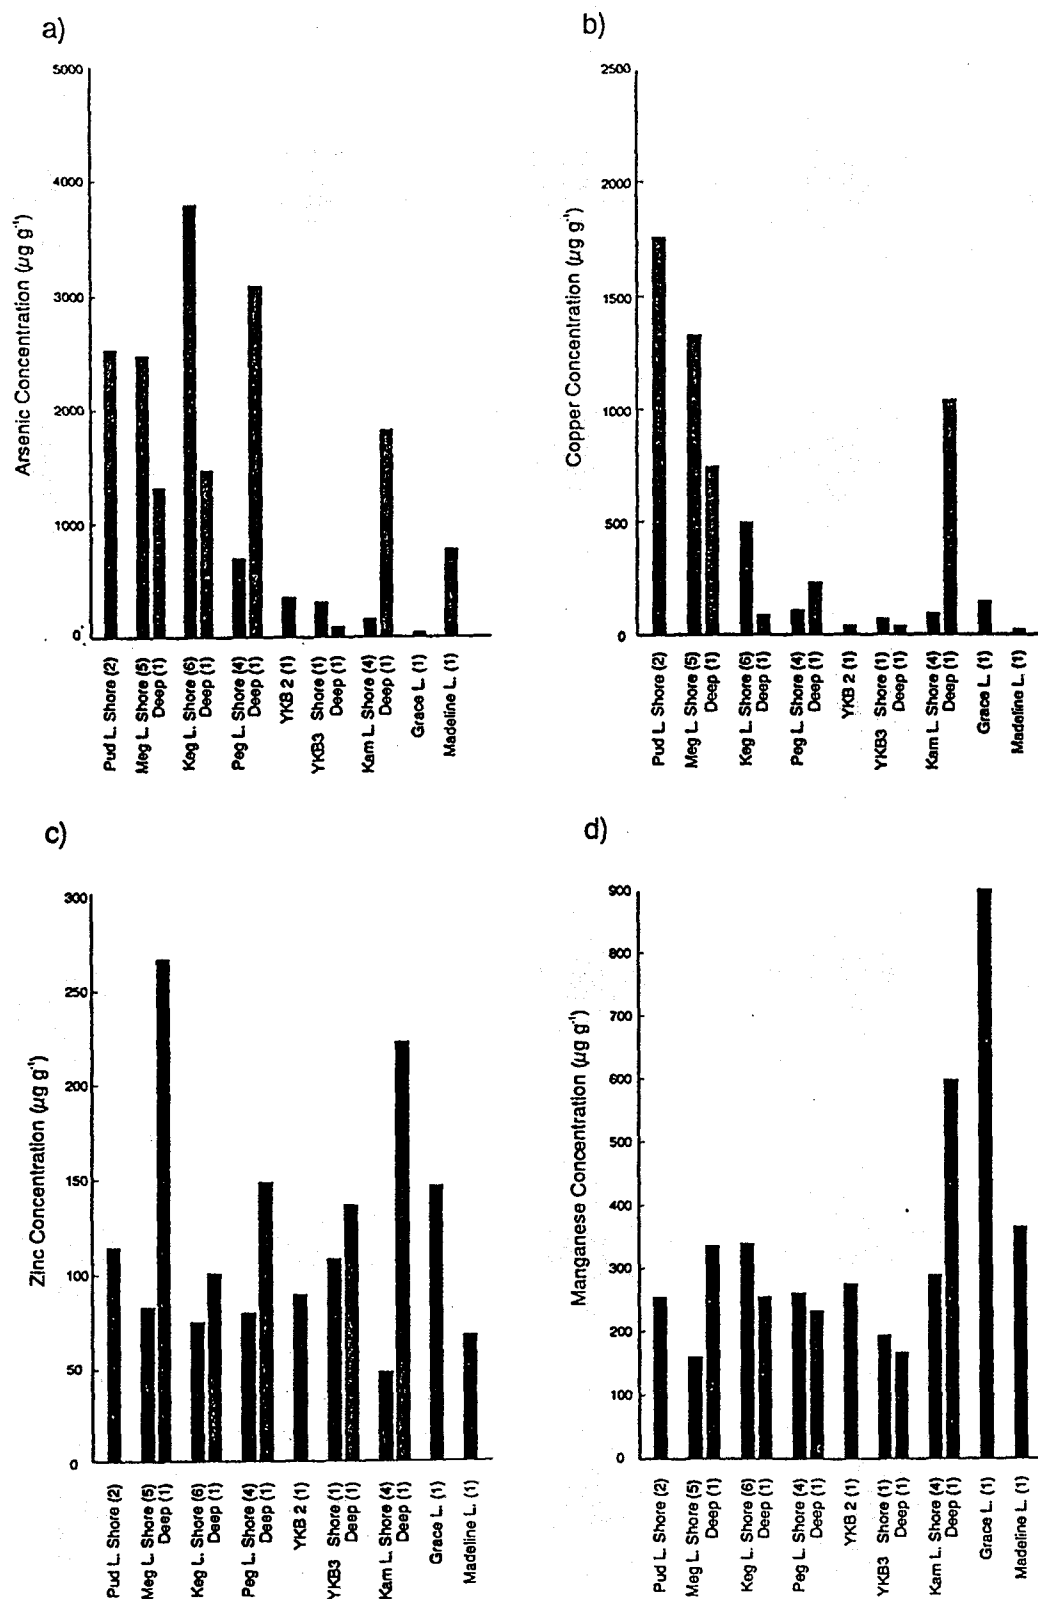 a)
Arsenic Concentration (µg g⁻¹)
5000
4000
3000
2000
1000
0
Pud L. Shore (2)
Meg L. Shore (5)
Deep (1)
Keg L. Shore (6)
Deep (1)
Peg L. Shore (4)
Deep (1)
YKB 2 (1)
YKB3 Shore (1)
Deep (1)
Kam L. Shore (4)
Deep (1)
Grace L. (1)
Madeline L. (1)
b)
Copper Concentration (µg g⁻¹)
2500
2000
1500
1000
500
0
Pud L. Shore (2)
Meg L. Shore (5)
Deep (1)
Keg L. Shore (6)
Deep (1)
Peg L. Shore (4)
Deep (1)
YKB 2 (1)
YKB3 Shore (1)
Deep (1)
Kam L. Shore (4)
Deep (1)
Grace L. (1)
Madeline L. (1)
c)
Zinc Concentration (µg g⁻¹)
300
250
200
150
100
50
0
Pud L. Shore (2)
Meg L. Shore (5)
Deep (1)
Keg L. Shore (6)
Deep (1)
Peg L. Shore (4)
Deep (1)
YKB 2 (1)
YKB3 Shore (1)
Deep (1)
Kam L. Shore (4)
Deep (1)
Grace L. (1)
Madeline L. (1)
d)
Manganese Concentration (µg g⁻¹)
900
800
700
600
500
400
300
200
100
0
Pud L. Shore (2)
Meg L. Shore (5)
Deep (1)
Keg L. Shore (6)
Deep (1)
Peg L. Shore (4)
Deep (1)
YKB 2 (1)
YKB3 Shore (1)
Deep (1)
Kam L. Shore (4)
Deep (1)
Grace L. (1)
Madeline L. (1)